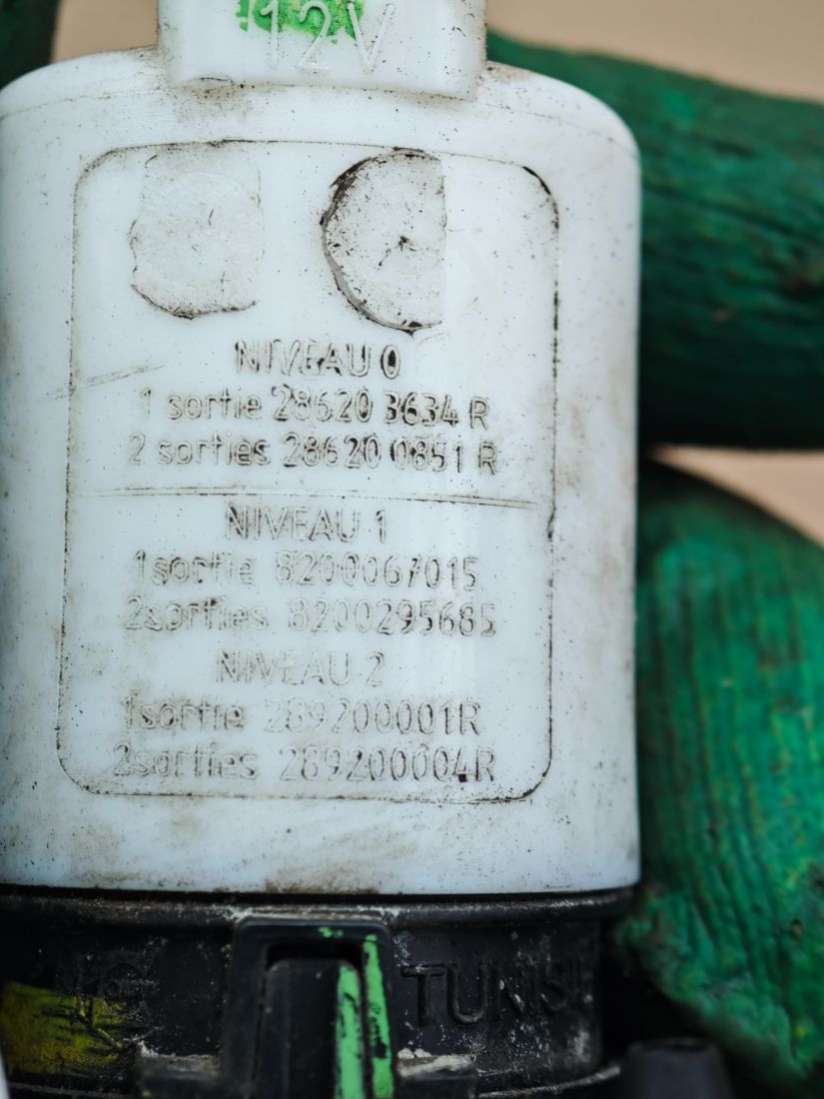 12V
NIVEAU 0
1 sortie 28620 3634 R
2 sorties 28620 0851 R
NIVEAU 1
1sortie 8200067015
2sorties 8200295685
NIVEAU 2
1sortie 289200001R
2sorties 289200004R